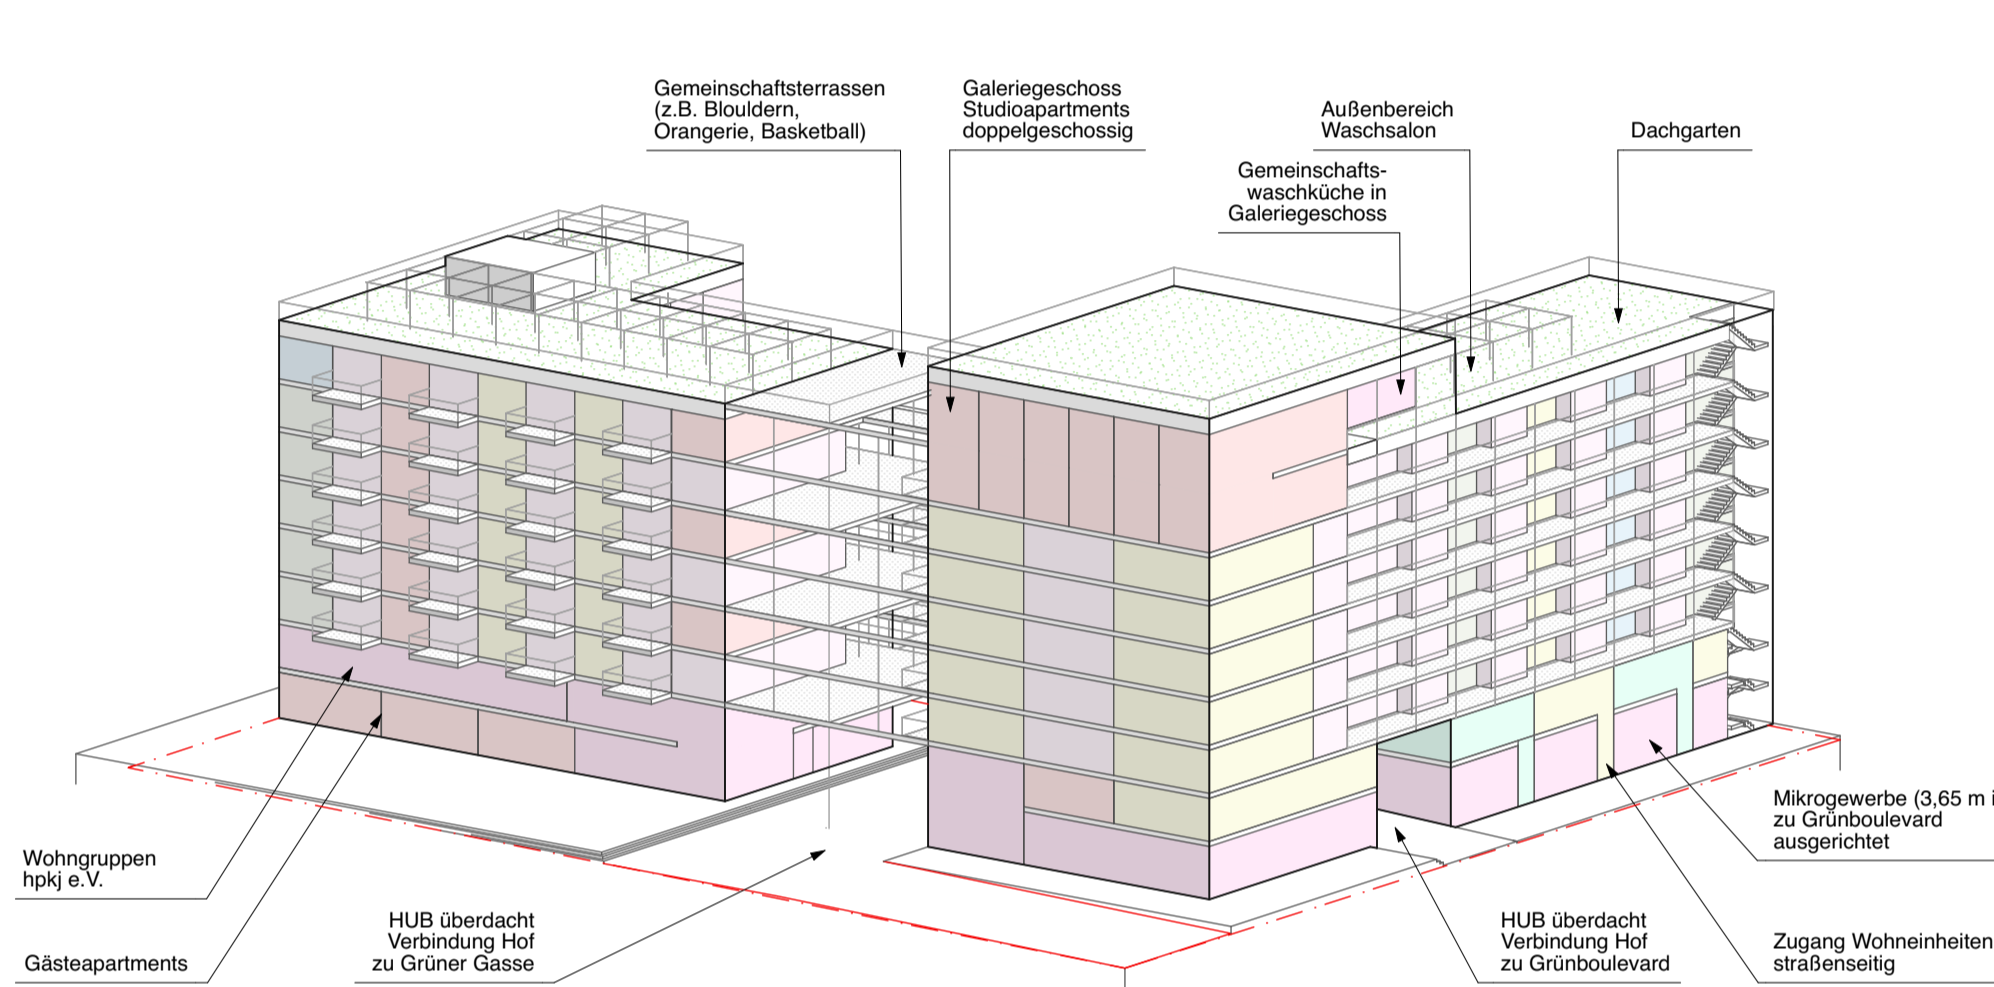 Gemeinschaftsterrassen
(z.B. Blouldern,
Orangerie, Basketball)
Galeriegeschoss
Studioapartments
doppelgeschossig
Außenbereich
Waschsalon
Dachgarten
Gemeinschafts-
waschküche in
Galeriegeschoss
Wohngruppen
hpkj e.V.
Gästeapartments
HUB überdacht
Verbindung Hof
zu Grüner Gasse
HUB überdacht
Verbindung Hof
zu Grünboulevard
Mikrogewerbe (3,65 m i
zu Grünboulevard
ausgerichtet
Zugang Wohneinheiten
straßenseitig